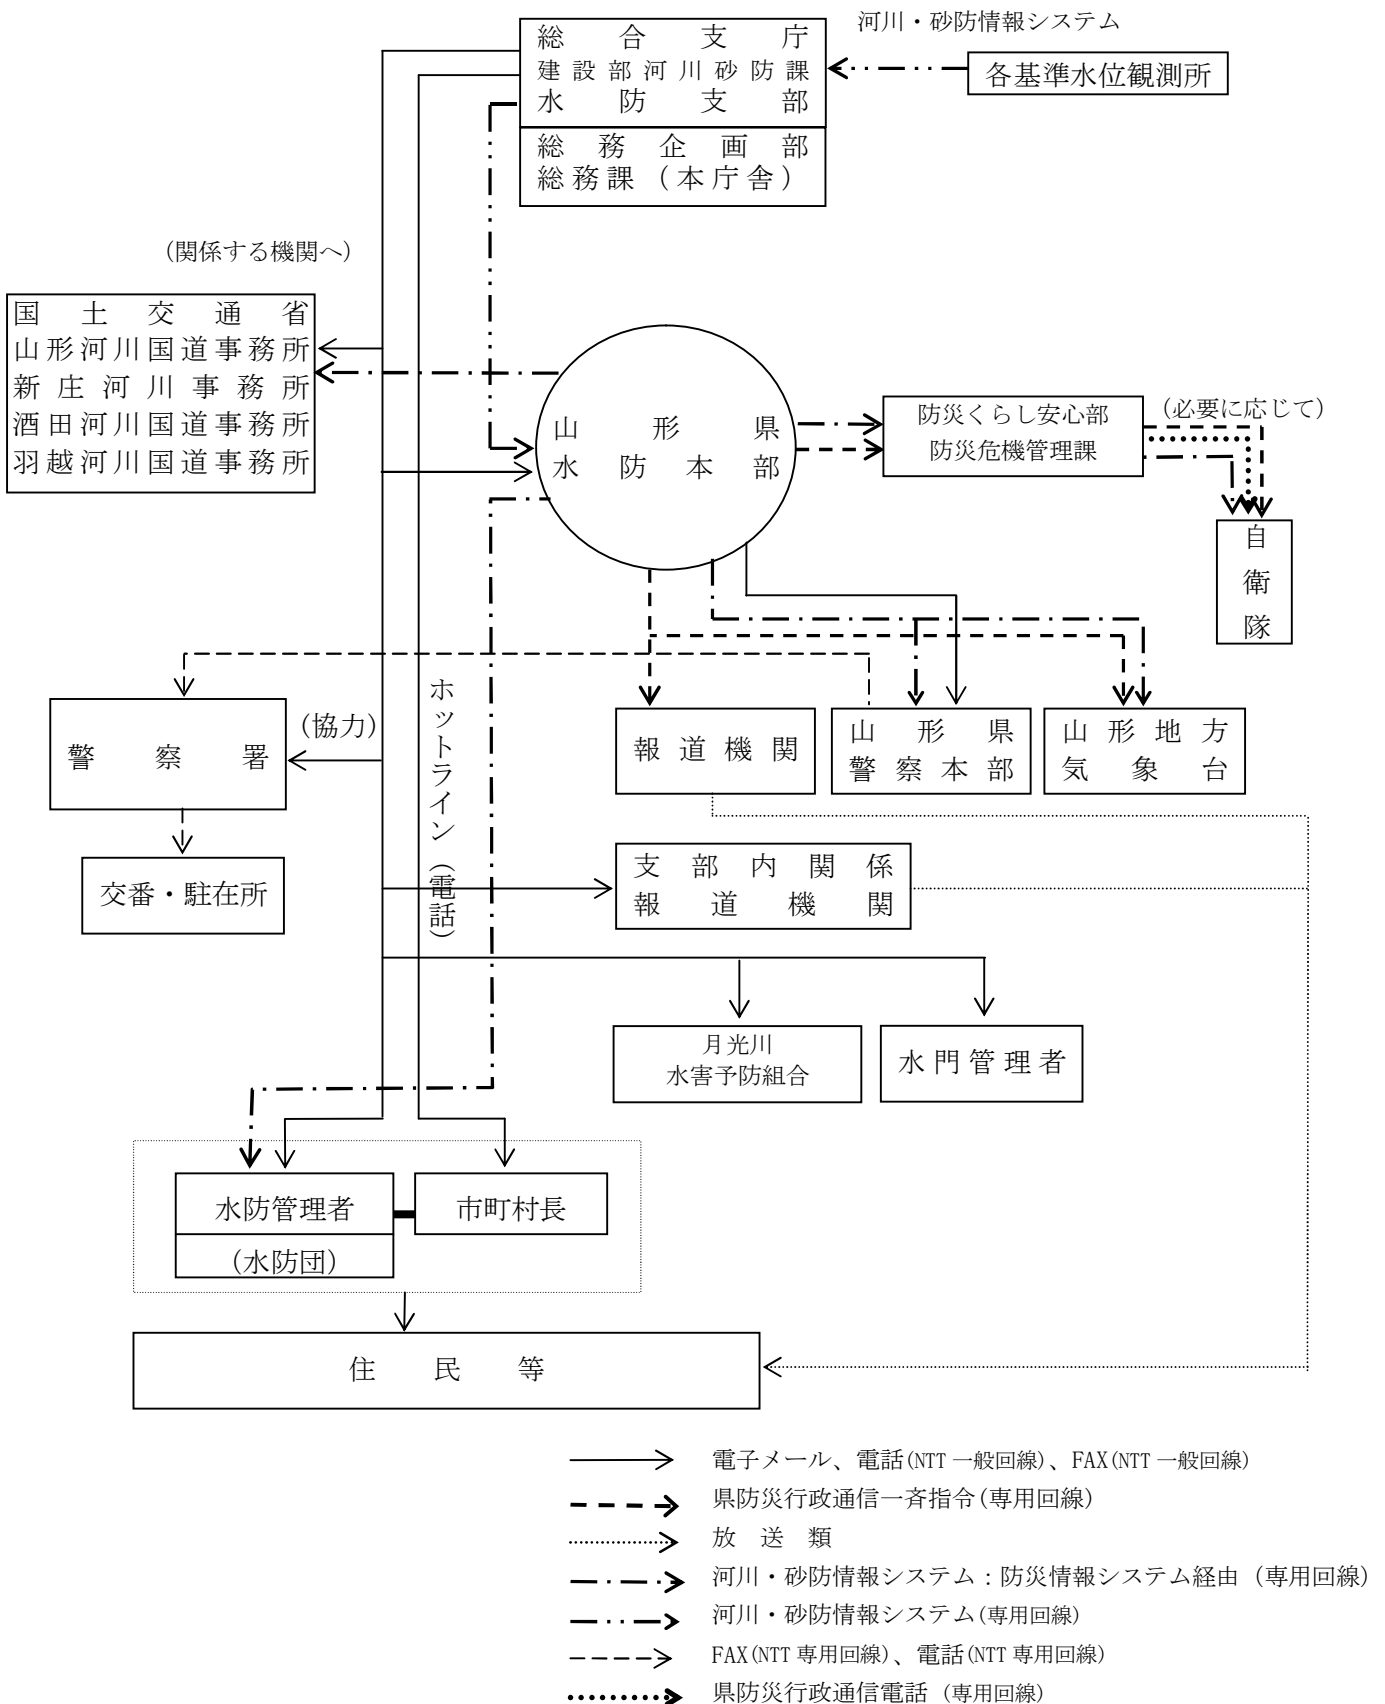 河川・砂防情報システム
総合支庁
建設部河川砂防課
水防支部
各基準水位観測所
総務企画部
総務課（本庁舎）
(関係する機関へ)
国土交通省
山形河川国道事務所
新庄河川事務所
酒田河川国道事務所
羽越河川国道事務所
山形県
水防本部
防災くらし安心部
防災危機管理課
(必要に応じて)
自衛隊
ホットライン（電話）
警察署
(協力)
報道機関
山形県
警察本部
山形地方
気象台
交番・駐在所
支部内関係
報道機関
月光川
水害予防組合
水門管理者
水防管理者
(水防団)
市町村長
住民等
電子メール、電話(NTT 一般回線)、FAX(NTT 一般回線)
県防災行政通信一斉指令(専用回線)
放送類
河川・砂防情報システム：防災情報システム経由（専用回線)
河川・砂防情報システム(専用回線)
FAX(NTT 専用回線)、電話(NTT 専用回線)
県防災行政通信電話（専用回線)